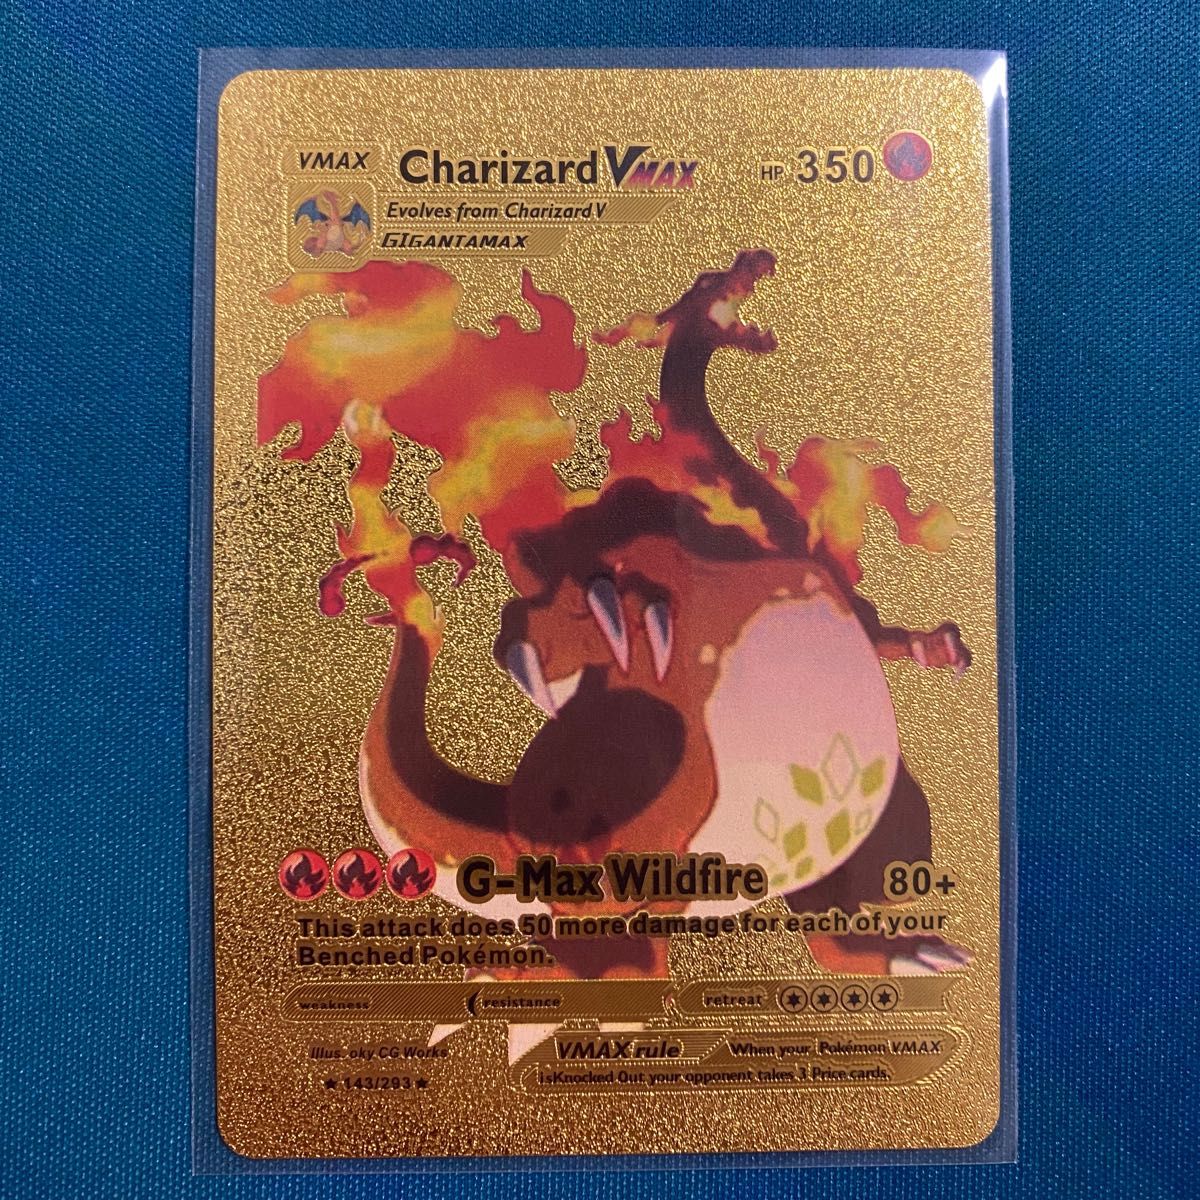 VMAX Charizard VMAX HP 350
Evolves from Charizard V
GIGANTAMAX
G-Max Wildfire 80+
This attack does 50 more damage for each of your
Benched Pokémon.
weakness resistance retreat
Illus. oky CG Works
★143/293★
VMAX rule When your Pokémon VMAX
isKnocked Out your opponent takes 3 Price cards.